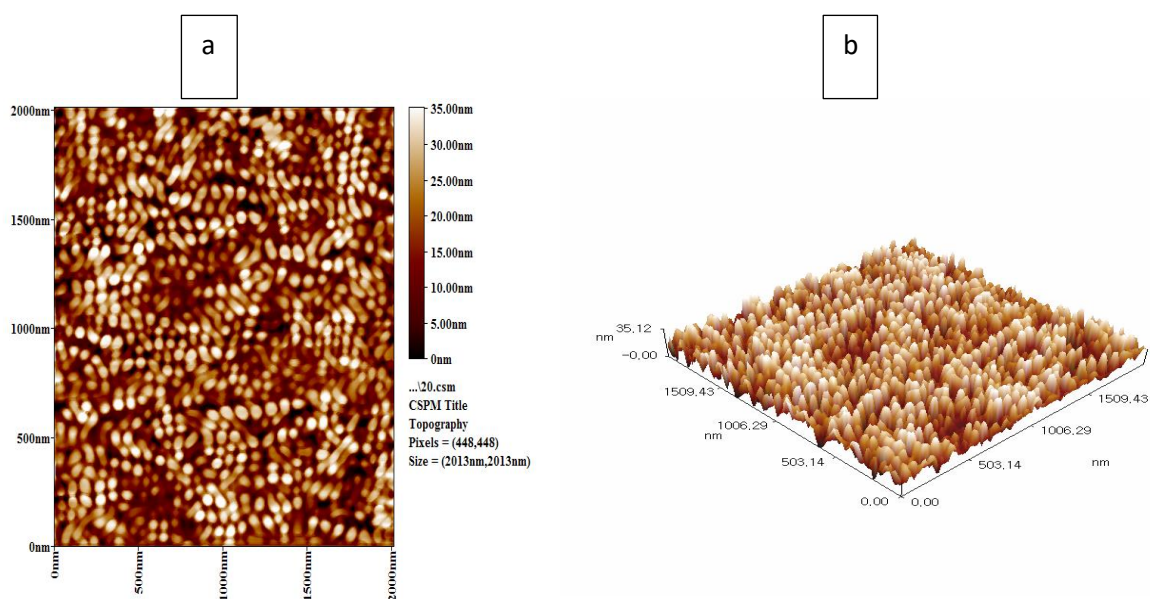 a
b
2000nm
1500nm
1000nm
500nm
0nm
0nm
500nm
1000nm
1500nm
2000nm
35.00nm
30.00nm
25.00nm
20.00nm
15.00nm
10.00nm
5.00nm
0nm
...\20.csm
CSPM Title
Topography
Pixels = (448,448)
Size = (2013nm,2013nm)
35,12
nm
-0,00
1509,43
1006,29
nm
503,14
0,00
0,00
503,14
nm
1006,29
1509,43